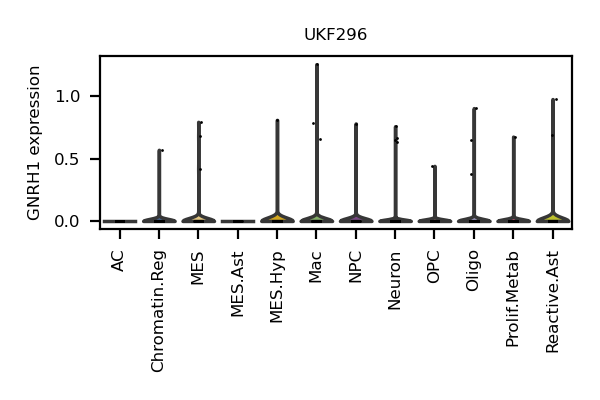 UKF296
GNRH1 expression
1.0
0.5
0.0
AC
Chromatin.Reg
MES
MES.Ast
MES.Hyp
Mac
NPC
Neuron
OPC
Oligo
Prolif.Metab
Reactive.Ast